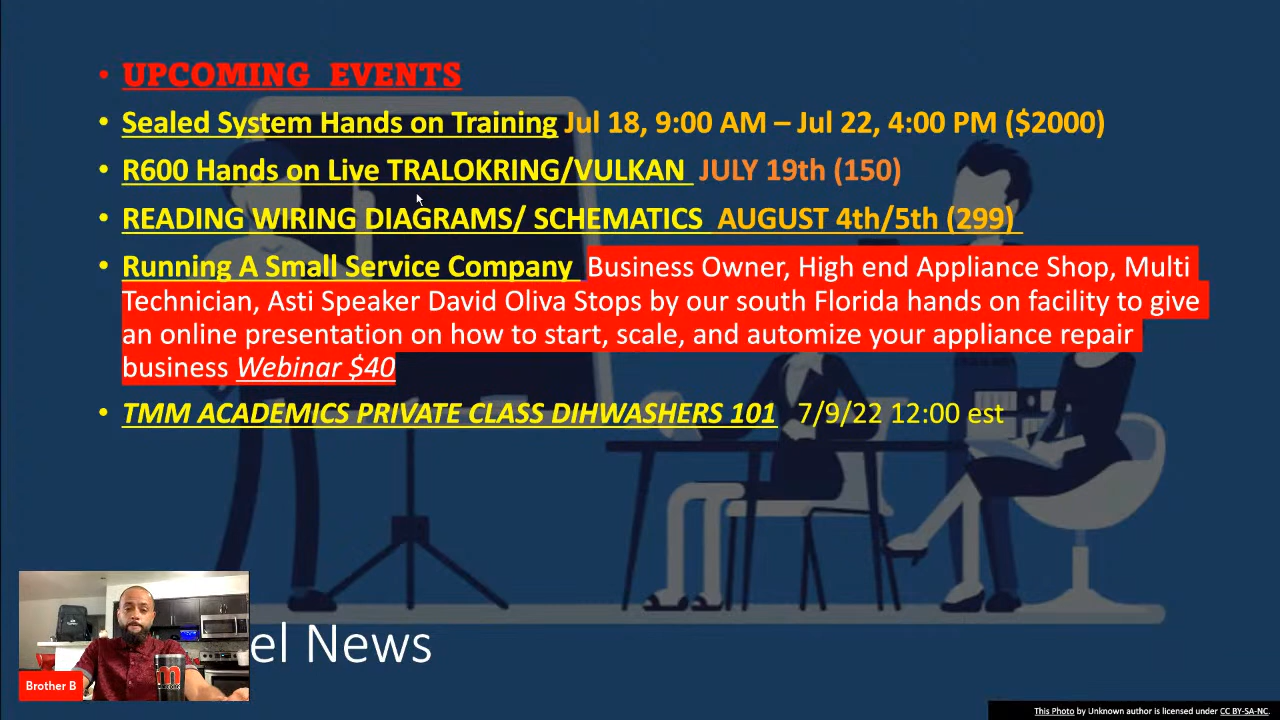 UPCOMING EVENTS
Sealed System Hands on Training Jul 18, 9:00 AM – Jul 22, 4:00 PM ($2000)
R600 Hands on Live TRALOKRING/VULKAN JULY 19th (150)
READING WIRING DIAGRAMS/ SCHEMATICS AUGUST 4th/5th (299)
Running A Small Service Company Business Owner, High end Appliance Shop, Multi
Technician, Asti Speaker David Oliva Stops by our south Florida hands on facility to give
an online presentation on how to start, scale, and automize your appliance repair
business Webinar $40
TMM ACADEMICS PRIVATE CLASS DIHWASHERS 101 7/9/22 12:00 est
el News
Brother B
This Photo by Unknown author is licensed under CC BY-SA-NC.